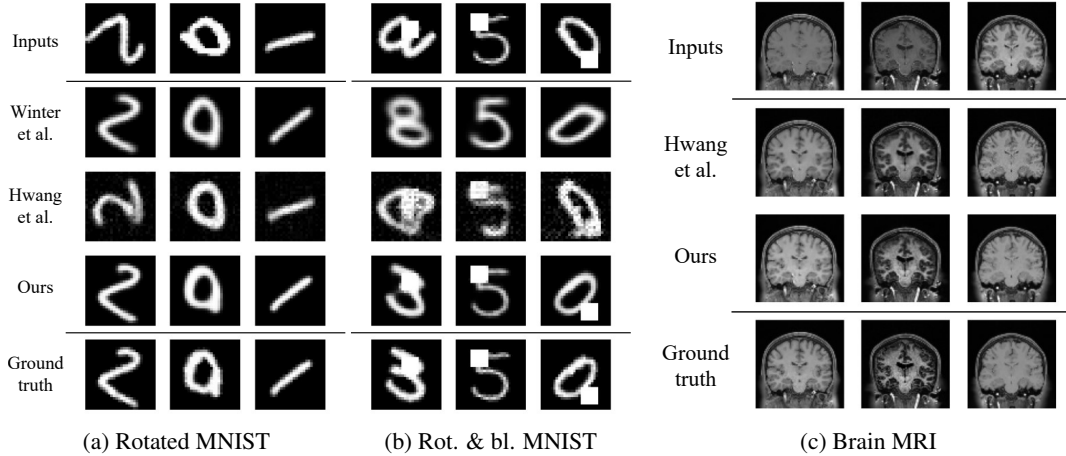 Inputs
Winter
et al.
Hwang
et al.
Ours
Ground
truth
(a) Rotated MNIST
(b) Rot. & bl. MNIST
Inputs
Hwang
et al.
Ours
Ground
truth
(c) Brain MRI